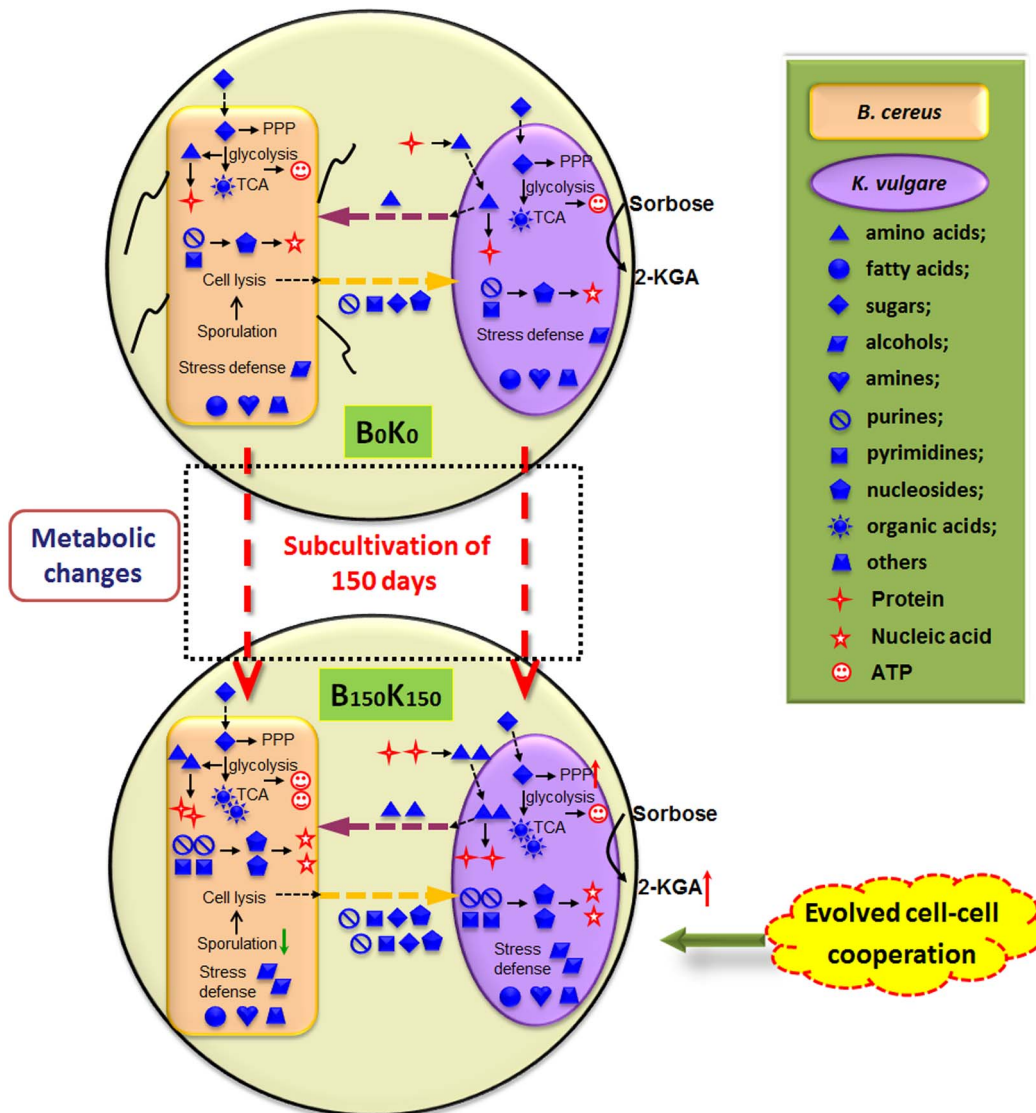 PPP
glycolysis
TCA
Cell lysis
Sporulation
Stress defense
PPP
glycolysis
TCA
Stress defense
Sorbose
2-KGA
B0K0
Metabolic
changes
Subcultivation of
150 days
B150K150
PPP
glycolysis
TCA
Cell lysis
Sporulation
Stress
defense
PPP
glycolysis
TCA
Stress
defense
Sorbose
2-KGA
Evolved cell-cell
cooperation
B. cereus
K. vulgare
amino acids;
fatty acids;
sugars;
alcohols;
amines;
purines;
pyrimidines;
nucleosides;
organic acids;
others
Protein
Nucleic acid
ATP